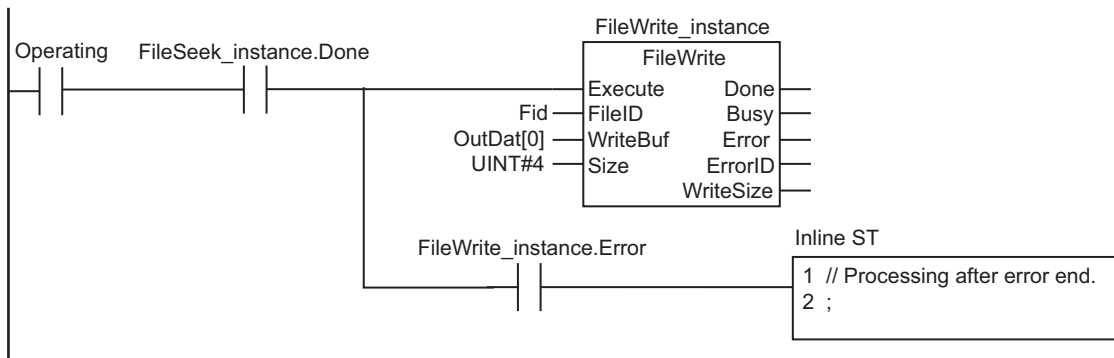 FileWrite_instance
Operating FileSeek_instance.Done FileWrite
Execute Done
Fid FileID Busy
OutDat[0] WriteBuf Error
UINT#4 Size ErrorID
WriteSize
FileWrite_instance.Error Inline ST
1 // Processing after error end.
2 ;